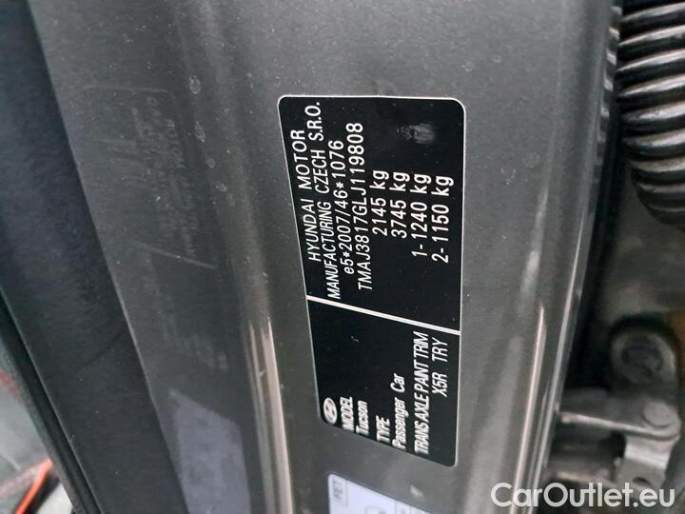 HYUNDAI MOTOR
MANUFACTURING CZECH S.R.O.
e5*2007/46*1076
TMAJ3817GLJ119808
2145 kg
3745 kg
1- 1240 kg
2- 1150 kg
MODEL
Tucson
TYPE
Passenger Car
TRANS AXLE PAINT TRIM
X5R TRY
CarOutlet.eu